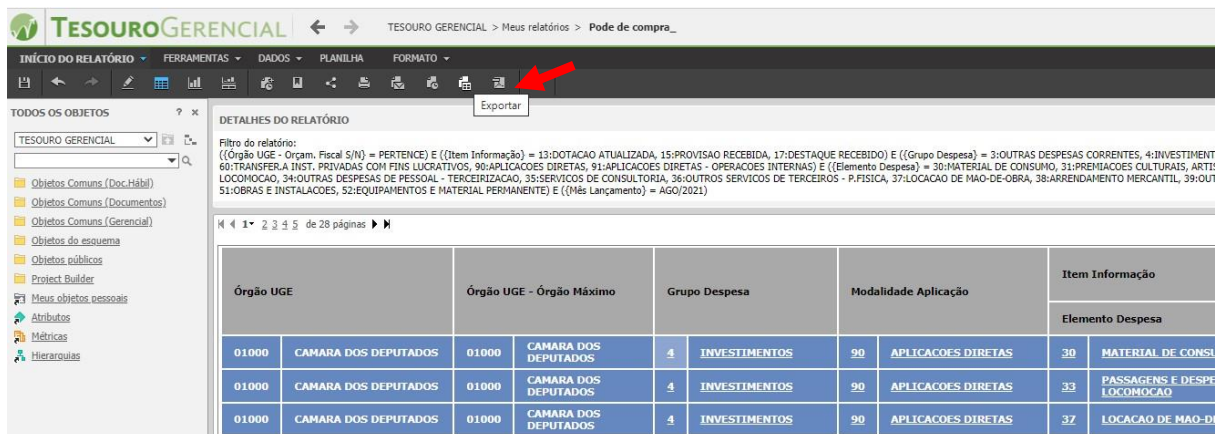 TESOUROGERENCIAL
TESOURO GERENCIAL > Meus relatórios > Pode de compra_
INÍCIO DO RELATÓRIO FERRAMENTAS DADOS PLANILHA FORMATO
Exportar
TODOS OS OBJETOS ? ×
TESOURO GERENCIAL
Objetos Comuns (Doc.Hábil)
Objetos Comuns (Documentos)
Objetos Comuns (Gerencial)
Objetos do esquema
Objetos públicos
Project Builder
Meus objetos pessoais
Atributos
Métricas
Hierarquias
DETALHES DO RELATÓRIO
Filtro do relatório:
({Órgão UGE - Orçam. Fiscal S/N} = PERTENCE) E ({Item Informação} = 13:DOTACAO ATUALIZADA, 15:PROVISAO RECEBIDA, 17:DESTAQUE RECEBIDO) E ({Grupo Despesa} = 3:OUTRAS DESPESAS CORRENTES, 4:INVESTIMENT
60:TRANSFER.A INST. PRIVADAS COM FINS LUCRATIVOS, 90:APLICACOES DIRETAS, 91:APLICACOES DIRETAS - OPERACOES INTERNAS) E ({Elemento Despesa} = 30:MATERIAL DE CONSUMO, 31:PREMIACOES CULTURAIS, ARTIS
LOCOMOCAO, 34:OUTRAS DESPESAS DE PESSOAL - TERCEIRIZACAO, 35:SERVICOS DE CONSULTORIA, 36:OUTROS SERVICOS DE TERCEIROS - P.FISICA, 37:LOCACAO DE MAO-DE-OBRA, 38:ARRENDAMENTO MERCANTIL, 39:OUT
51:OBRAS E INSTALACOES, 52:EQUIPAMENTOS E MATERIAL PERMANENTE) E ({Mês Lançamento} = AGO/2021)
1 2 3 4 5 de 28 páginas
Órgão UGE Órgão UGE - Órgão Máximo Grupo Despesa Modalidade Aplicação Item Informação
Elemento Despesa
01000 CAMARA DOS DEPUTADOS 01000 CAMARA DOS DEPUTADOS 4 INVESTIMENTOS 90 APLICACOES DIRETAS 30 MATERIAL DE CONSU
01000 CAMARA DOS DEPUTADOS 01000 CAMARA DOS DEPUTADOS 4 INVESTIMENTOS 90 APLICACOES DIRETAS 33 PASSAGENS E DESPE LOCOMOCAO
01000 CAMARA DOS DEPUTADOS 01000 CAMARA DOS DEPUTADOS 4 INVESTIMENTOS 90 APLICACOES DIRETAS 37 LOCACAO DE MAO-D